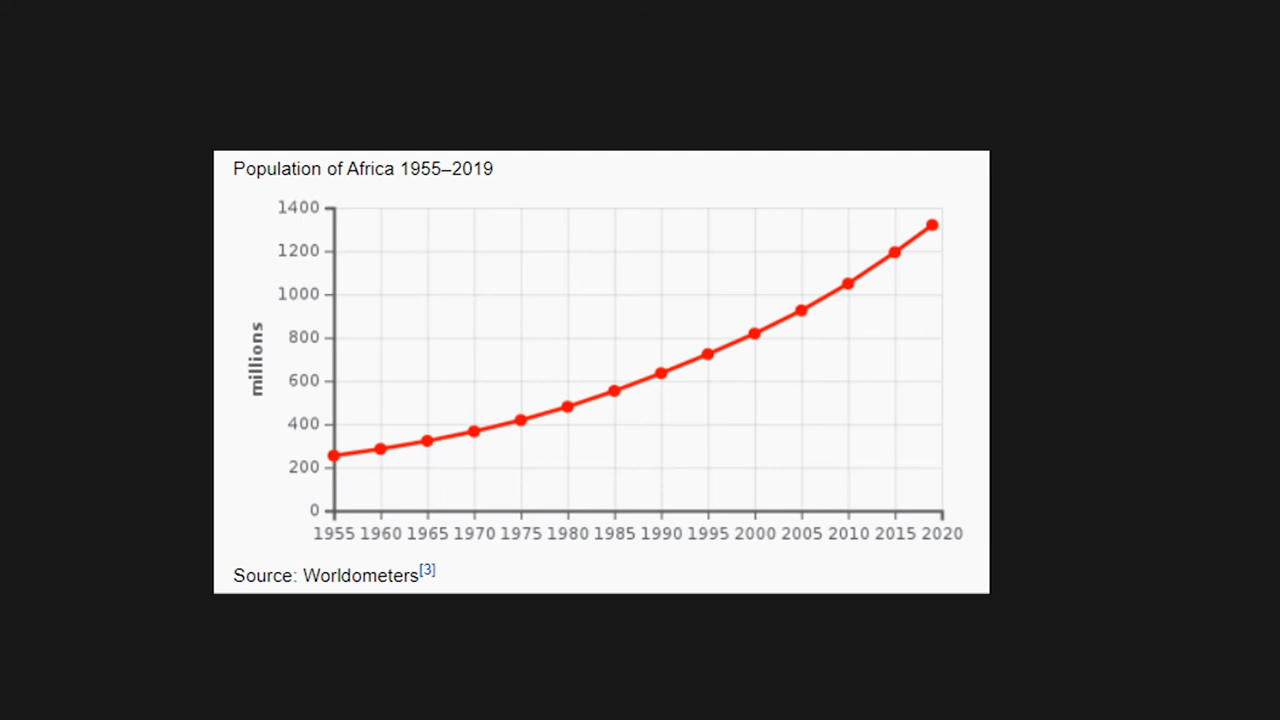 Population of Africa 1955–2019
1400
1200
1000
800
600
400
200
0
millions
1955 1960 1965 1970 1975 1980 1985 1990 1995 2000 2005 2010 2015 2020
Source: Worldometers[3]